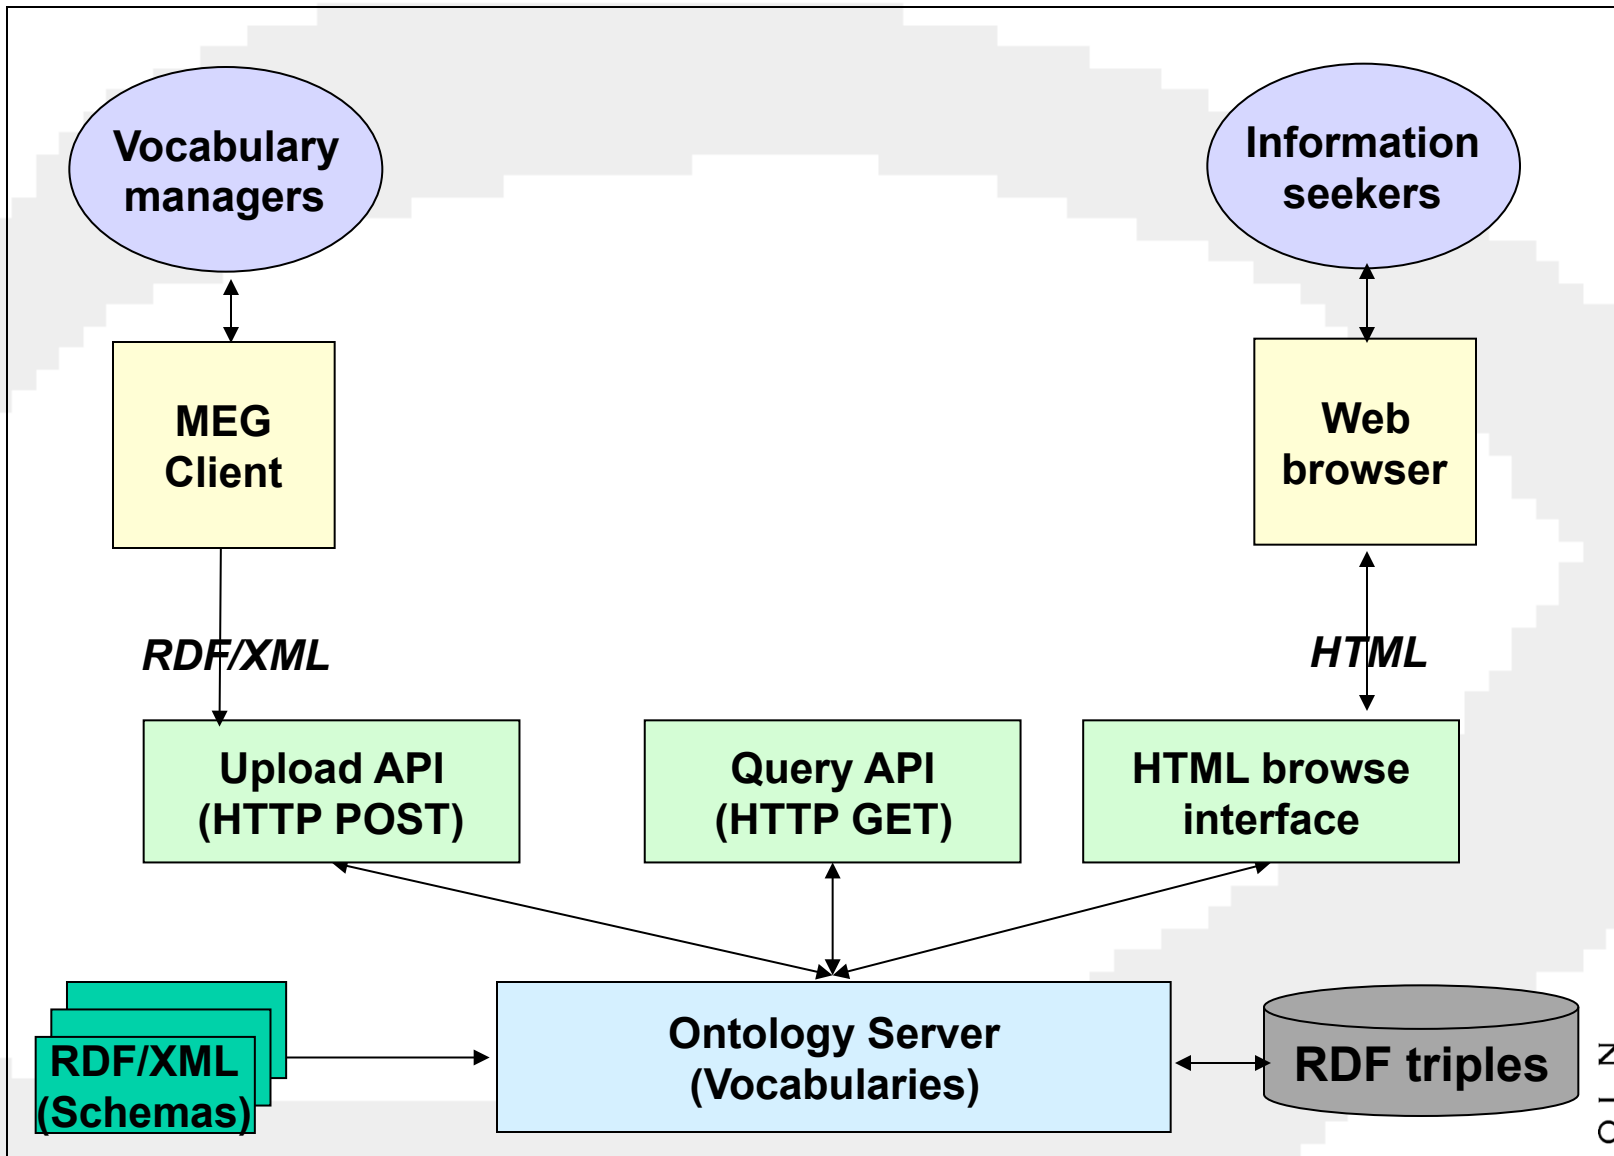 Vocabulary
managers
Information
seekers
MEG
Client
Web
browser
RDF/XML
HTML
Upload API
(HTTP POST)
Query API
(HTTP GET)
HTML browse
interface
Ontology Server
(Vocabularies)
RDF/XML
(Schemas)
RDF triples